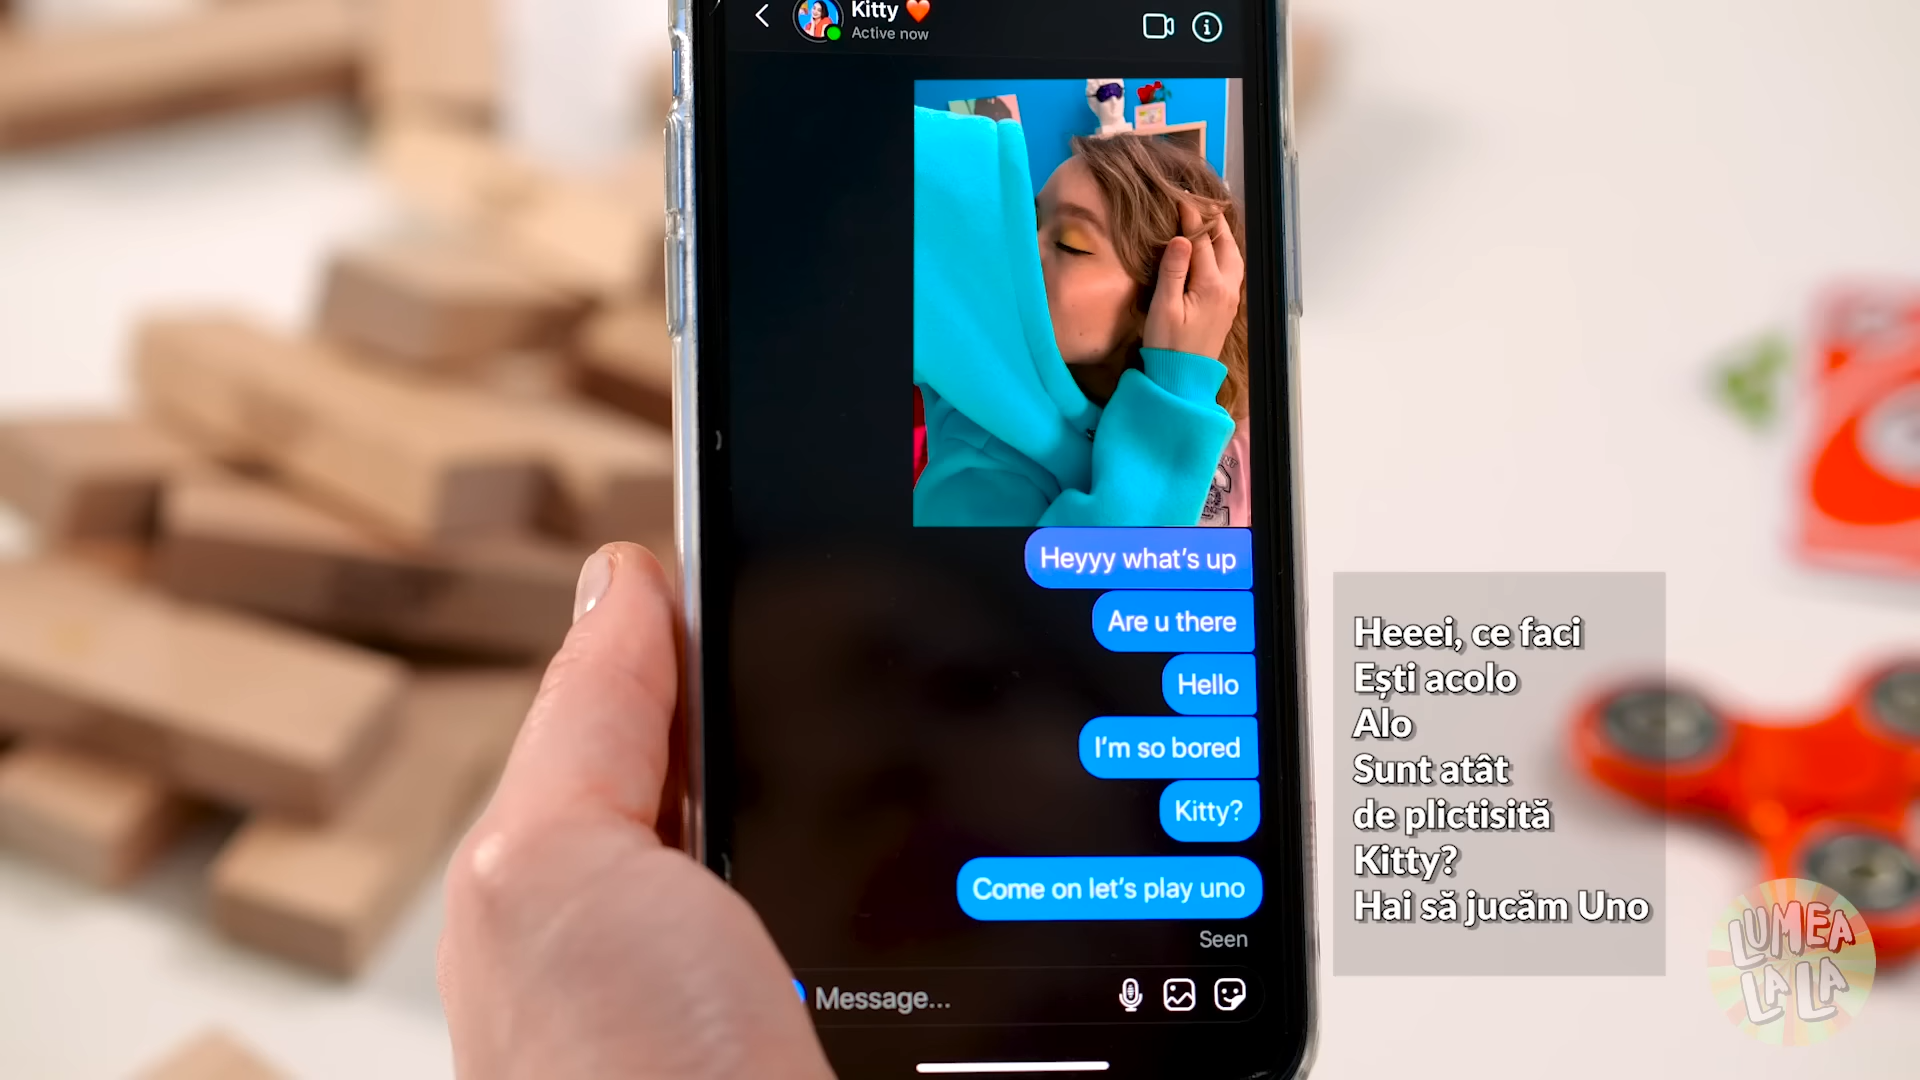 Kitty
Active now
Heyyy what's up
Are u there
Hello
I'm so bored
Kitty?
Come on let's play uno
Seen
Message...
Heeei, ce faci
Ești acolo
Alo
Sunt atât
de plictisită
Kitty?
Hai să jucăm Uno
LUMEA
LA LA